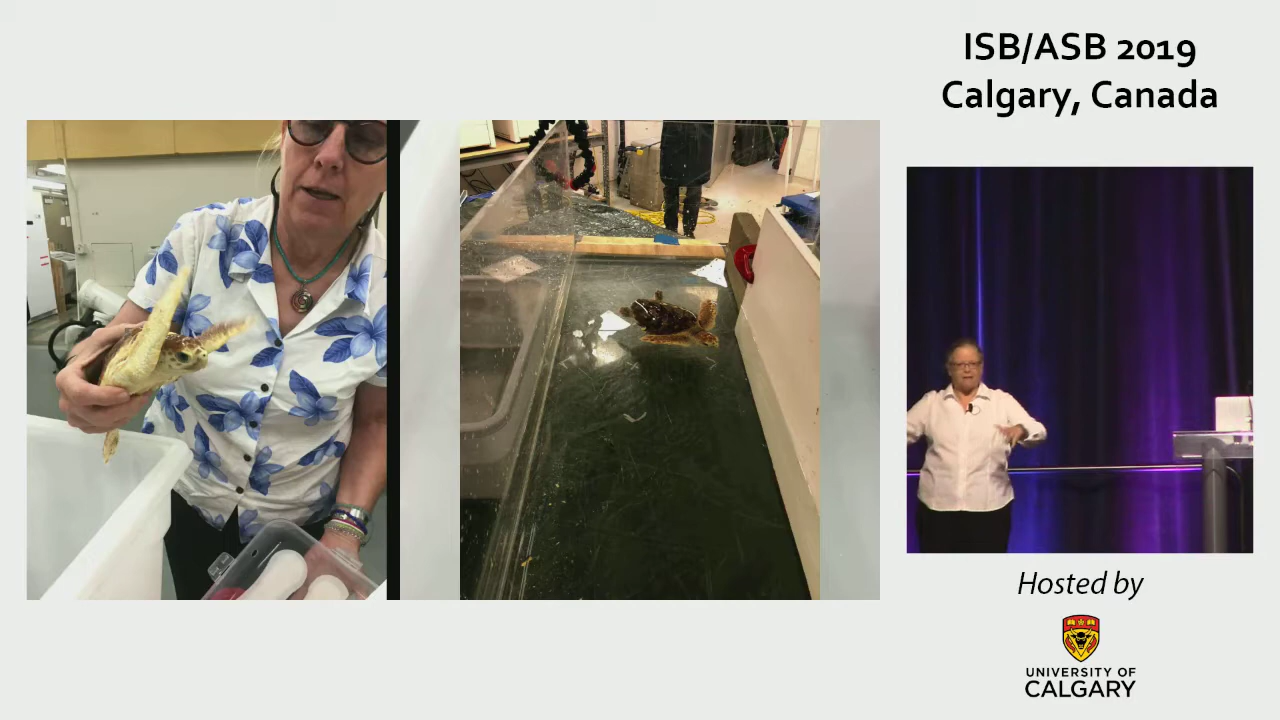 ISB/ASB 2019
Calgary, Canada
Hosted by
UNIVERSITY OF
CALGARY